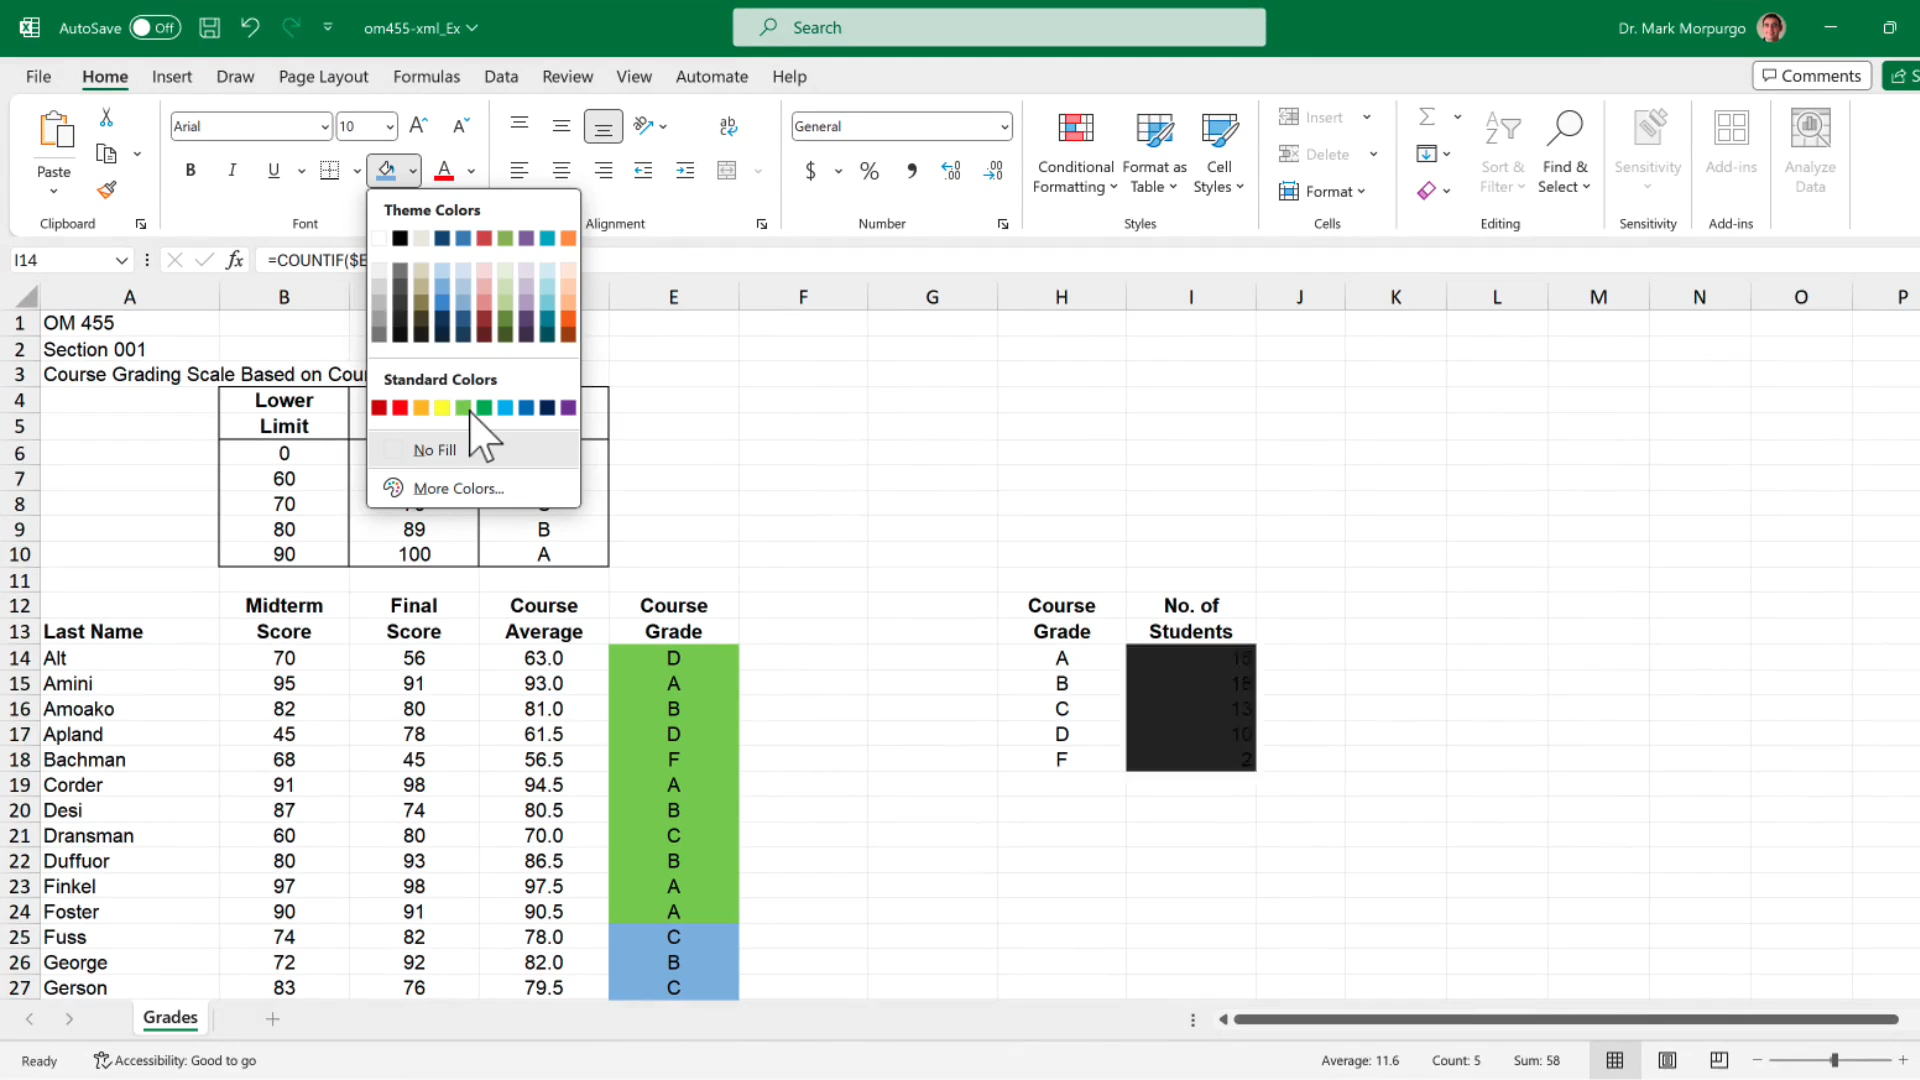 AutoSave Off om455-xml_Ex Search Dr. Mark Morpurgo
File Home Insert Draw Page Layout Formulas Data Review View Automate Help Comments S
Paste
Clipboard
Arial 10
B I U A
Font
ab
Alignment
General
$ % 9
Number
Conditional Formatting
Format as Table
Cell Styles
Styles
Insert
Delete
Format
Cells
Sort & Filter
Find & Select
Editing
Sensitivity
Sensitivity
Add-ins
Add-ins
Analyze Data
Theme Colors
Standard Colors
No Fill
More Colors...
I14 fx =COUNTIF($E
A B E F G H I J K L M N O P
1 OM 455
2 Section 001
3 Course Grading Scale Based on Cour
4 Lower
5 Limit
6 0
7 60
8 70
9 80 89 B
10 90 100 A
11
12 Midterm Final Course Course Course No. of
13 Last Name Score Score Average Grade Grade Students
14 Alt 70 56 63.0 D A 15
15 Amini 95 91 93.0 A B 18
16 Amoako 82 80 81.0 B C 13
17 Apland 45 78 61.5 D D 10
18 Bachman 68 45 56.5 F F 2
19 Corder 91 98 94.5 A
20 Desi 87 74 80.5 B
21 Dransman 60 80 70.0 C
22 Duffuor 80 93 86.5 B
23 Finkel 97 98 97.5 A
24 Foster 90 91 90.5 A
25 Fuss 74 82 78.0 C
26 George 72 92 82.0 B
27 Gerson 83 76 79.5 C
Grades
Ready Accessibility: Good to go Average: 11.6 Count: 5 Sum: 58